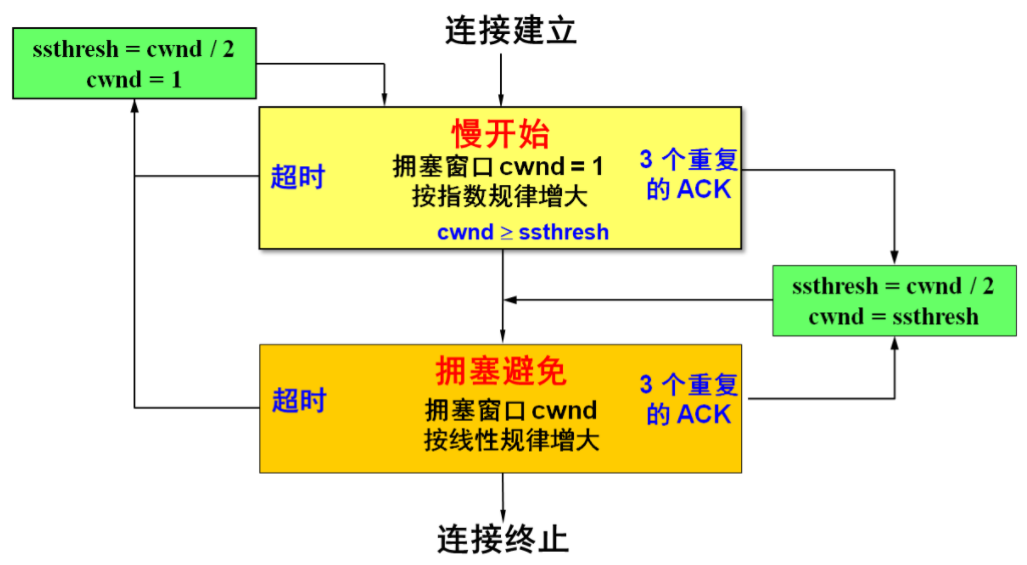 连接建立
ssthresh = cwnd / 2
cwnd = 1
慢开始
超时
拥塞窗口 cwnd = 1
按指数规律增大
3 个重复
的 ACK
cwnd ≥ ssthresh
ssthresh = cwnd / 2
cwnd = ssthresh
拥塞避免
超时
拥塞窗口 cwnd
按线性规律增大
3 个重复
的 ACK
连接终止